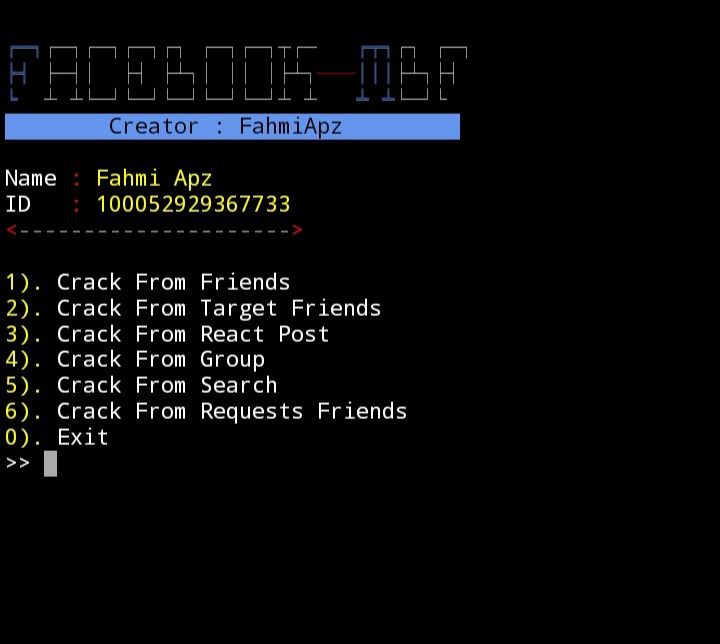 FACEBOOK—MBF
Creator : FahmiApz
Name : Fahmi Apz
ID : 100052929367733
<--------------------->
1). Crack From Friends
2). Crack From Target Friends
3). Crack From React Post
4). Crack From Group
5). Crack From Search
6). Crack From Requests Friends
0). Exit
>>